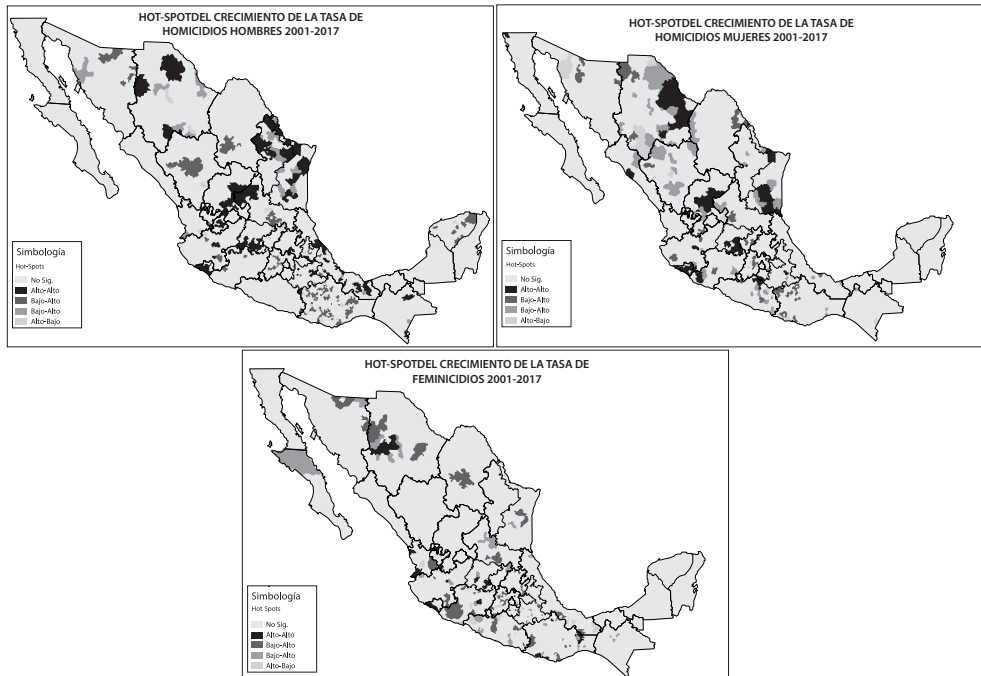 HOT-SPOTDEL CRECIMIENTO DE LA TASA DE
HOMICIDIOS HOMBRES 2001-2017
Simbología
Hot-Spots
No Sig.
Alto-Alto
Bajo-Alto
Bajo-Alto
Alto-Bajo
HOT-SPOTDEL CRECIMIENTO DE LA TASA DE
HOMICIDIOS MUJERES 2001-2017
Simbología
Hot-Spots
No Sig.
Alto-Alto
Bajo-Alto
Bajo-Alto
Alto-Bajo
HOT-SPOTDEL CRECIMIENTO DE LA TASA DE
FEMINICIDIOS 2001-2017
Simbología
Hot Spots
No Sig.
Alto-Alto
Bajo-Alto
Bajo-Alto
Alto-Bajo